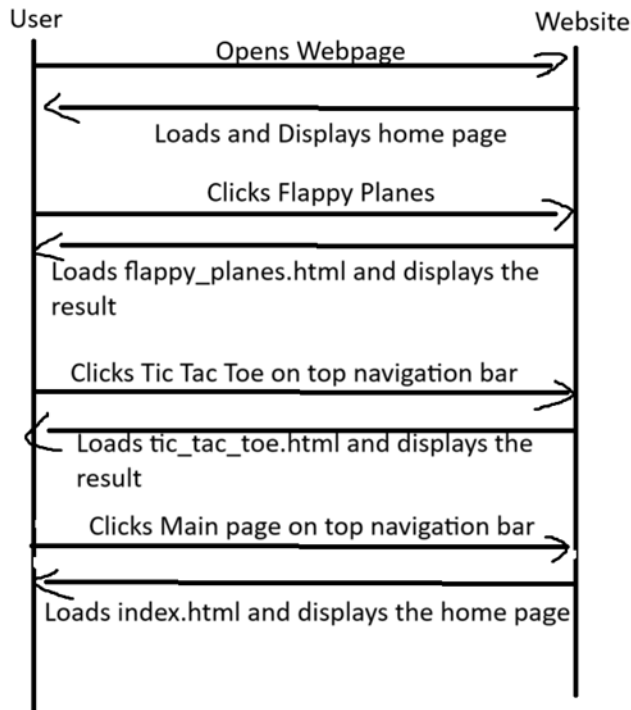 User
Website
Opens Webpage
Loads and Displays home page
Clicks Flappy Planes
Loads flappy_planes.html and displays the
result
Clicks Tic Tac Toe on top navigation bar
Loads tic_tac_toe.html and displays the
result
Clicks Main page on top navigation bar
Loads index.html and displays the home page